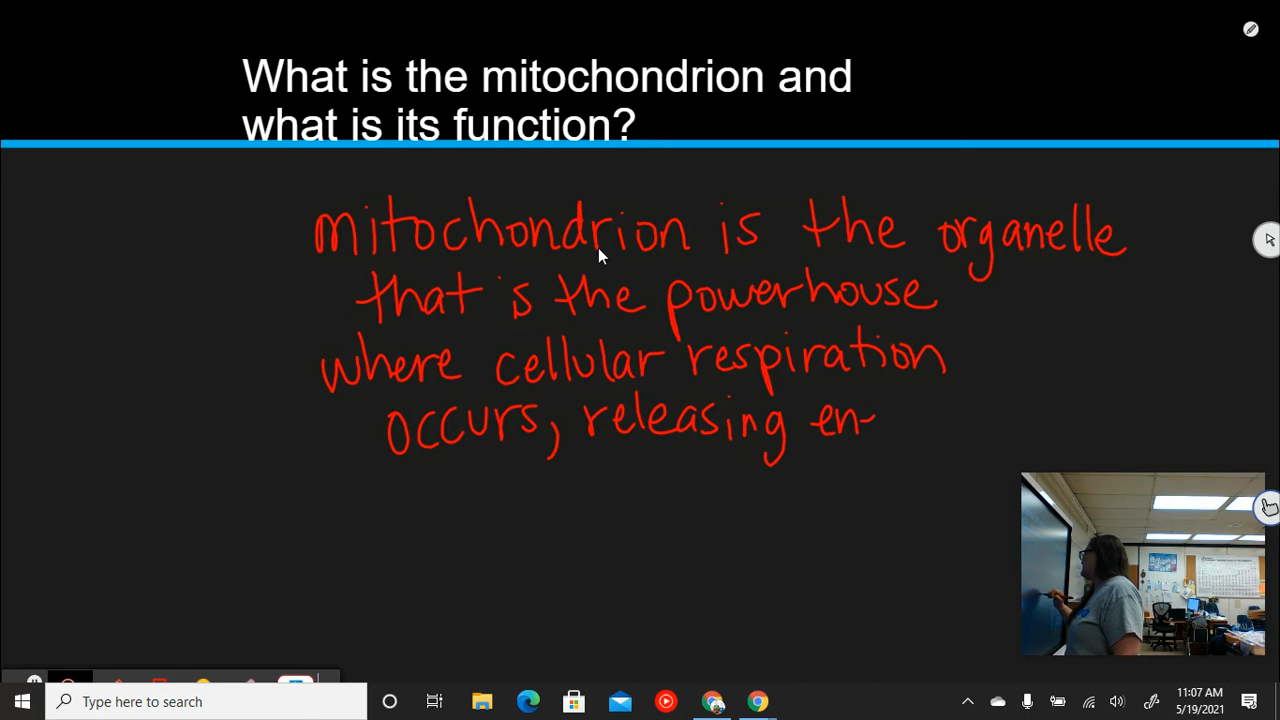 What is the mitochondrion and
what is its function?
mitochondrion is the organelle
that is the powerhouse
where cellular respiration
occurs, releasing en
Type here to search
11:07 AM
5/19/2021